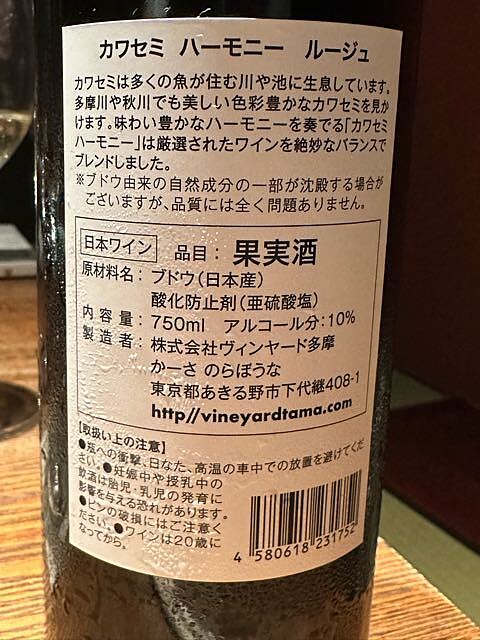 カワセミ ハーモニー ルージュ
カワセミは多くの魚が住む川や池に生息しています。
多摩川や秋川でも美しい色彩豊かなカワセミを見か
けます。味わい豊かなハーモニーを奏でる「カワセミ
ハーモニー」は厳選されたワインを絶妙なバランスで
ブレンドしました。
※ブドウ由来の自然成分の一部が沈殿する場合が
ございますが、品質には全く問題ありません。
日本ワイン 品目：果実酒
原材料名：ブドウ（日本産）
酸化防止剤（亜硫酸塩）
内容量：750ml アルコール分：10%
製造者：株式会社ヴィンヤード多摩
かーさ のらぼうな
東京都あきる野市下代継408-1
http//vineyardtama.com
【取扱い上の注意】
●瓶への衝撃、日なた、高温の車中での放置を避けてくだ
さい。●妊娠中や授乳中の
飲酒は胎児・乳児の発育に
影響を与える恐れがあります。
●ビンの破損にはご注意く
ださい。●ワインは20歳に
なってから。
4 580618 231752